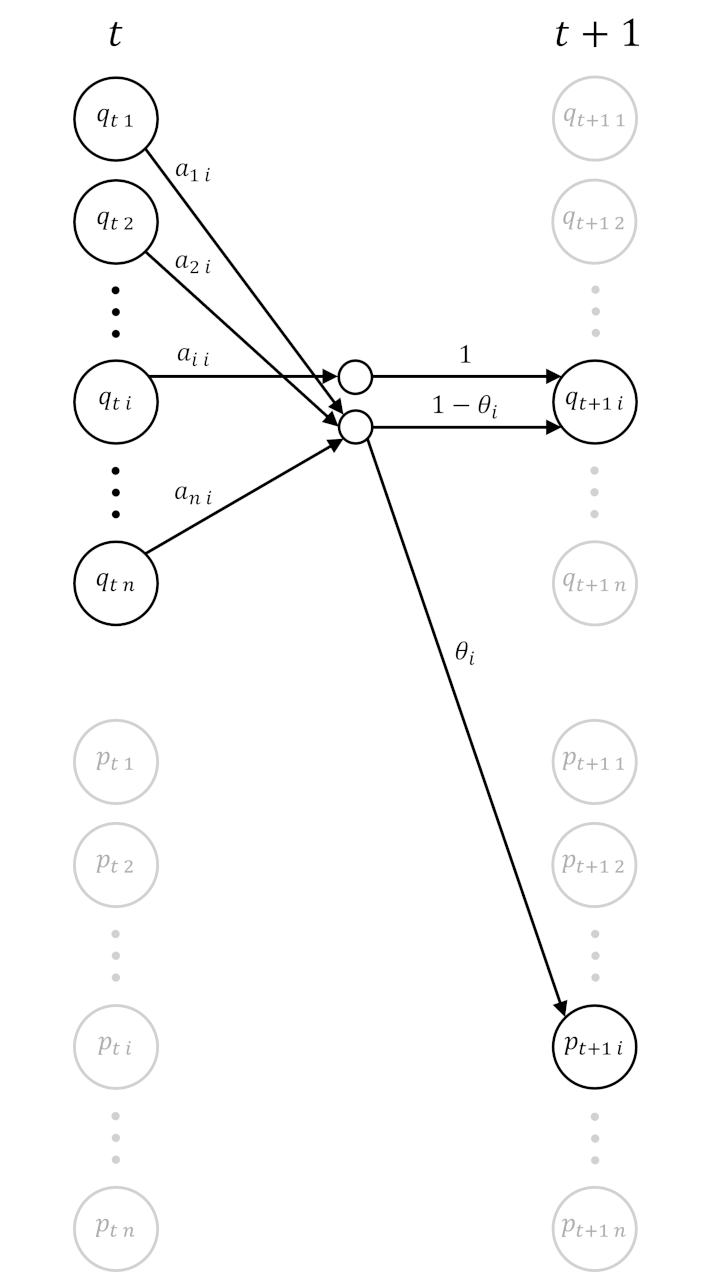 t t + 1
q_{t 1} q_{t+1 1}
a_{1 i}
q_{t 2} q_{t+1 2}
a_{2 i}
a_{i i} 1
q_{t i} 1 − θ_i q_{t+1 i}
a_{n i}
q_{t n} q_{t+1 n}
θ_i
p_{t 1} p_{t+1 1}
p_{t 2} p_{t+1 2}
p_{t i} p_{t+1 i}
p_{t n} p_{t+1 n}